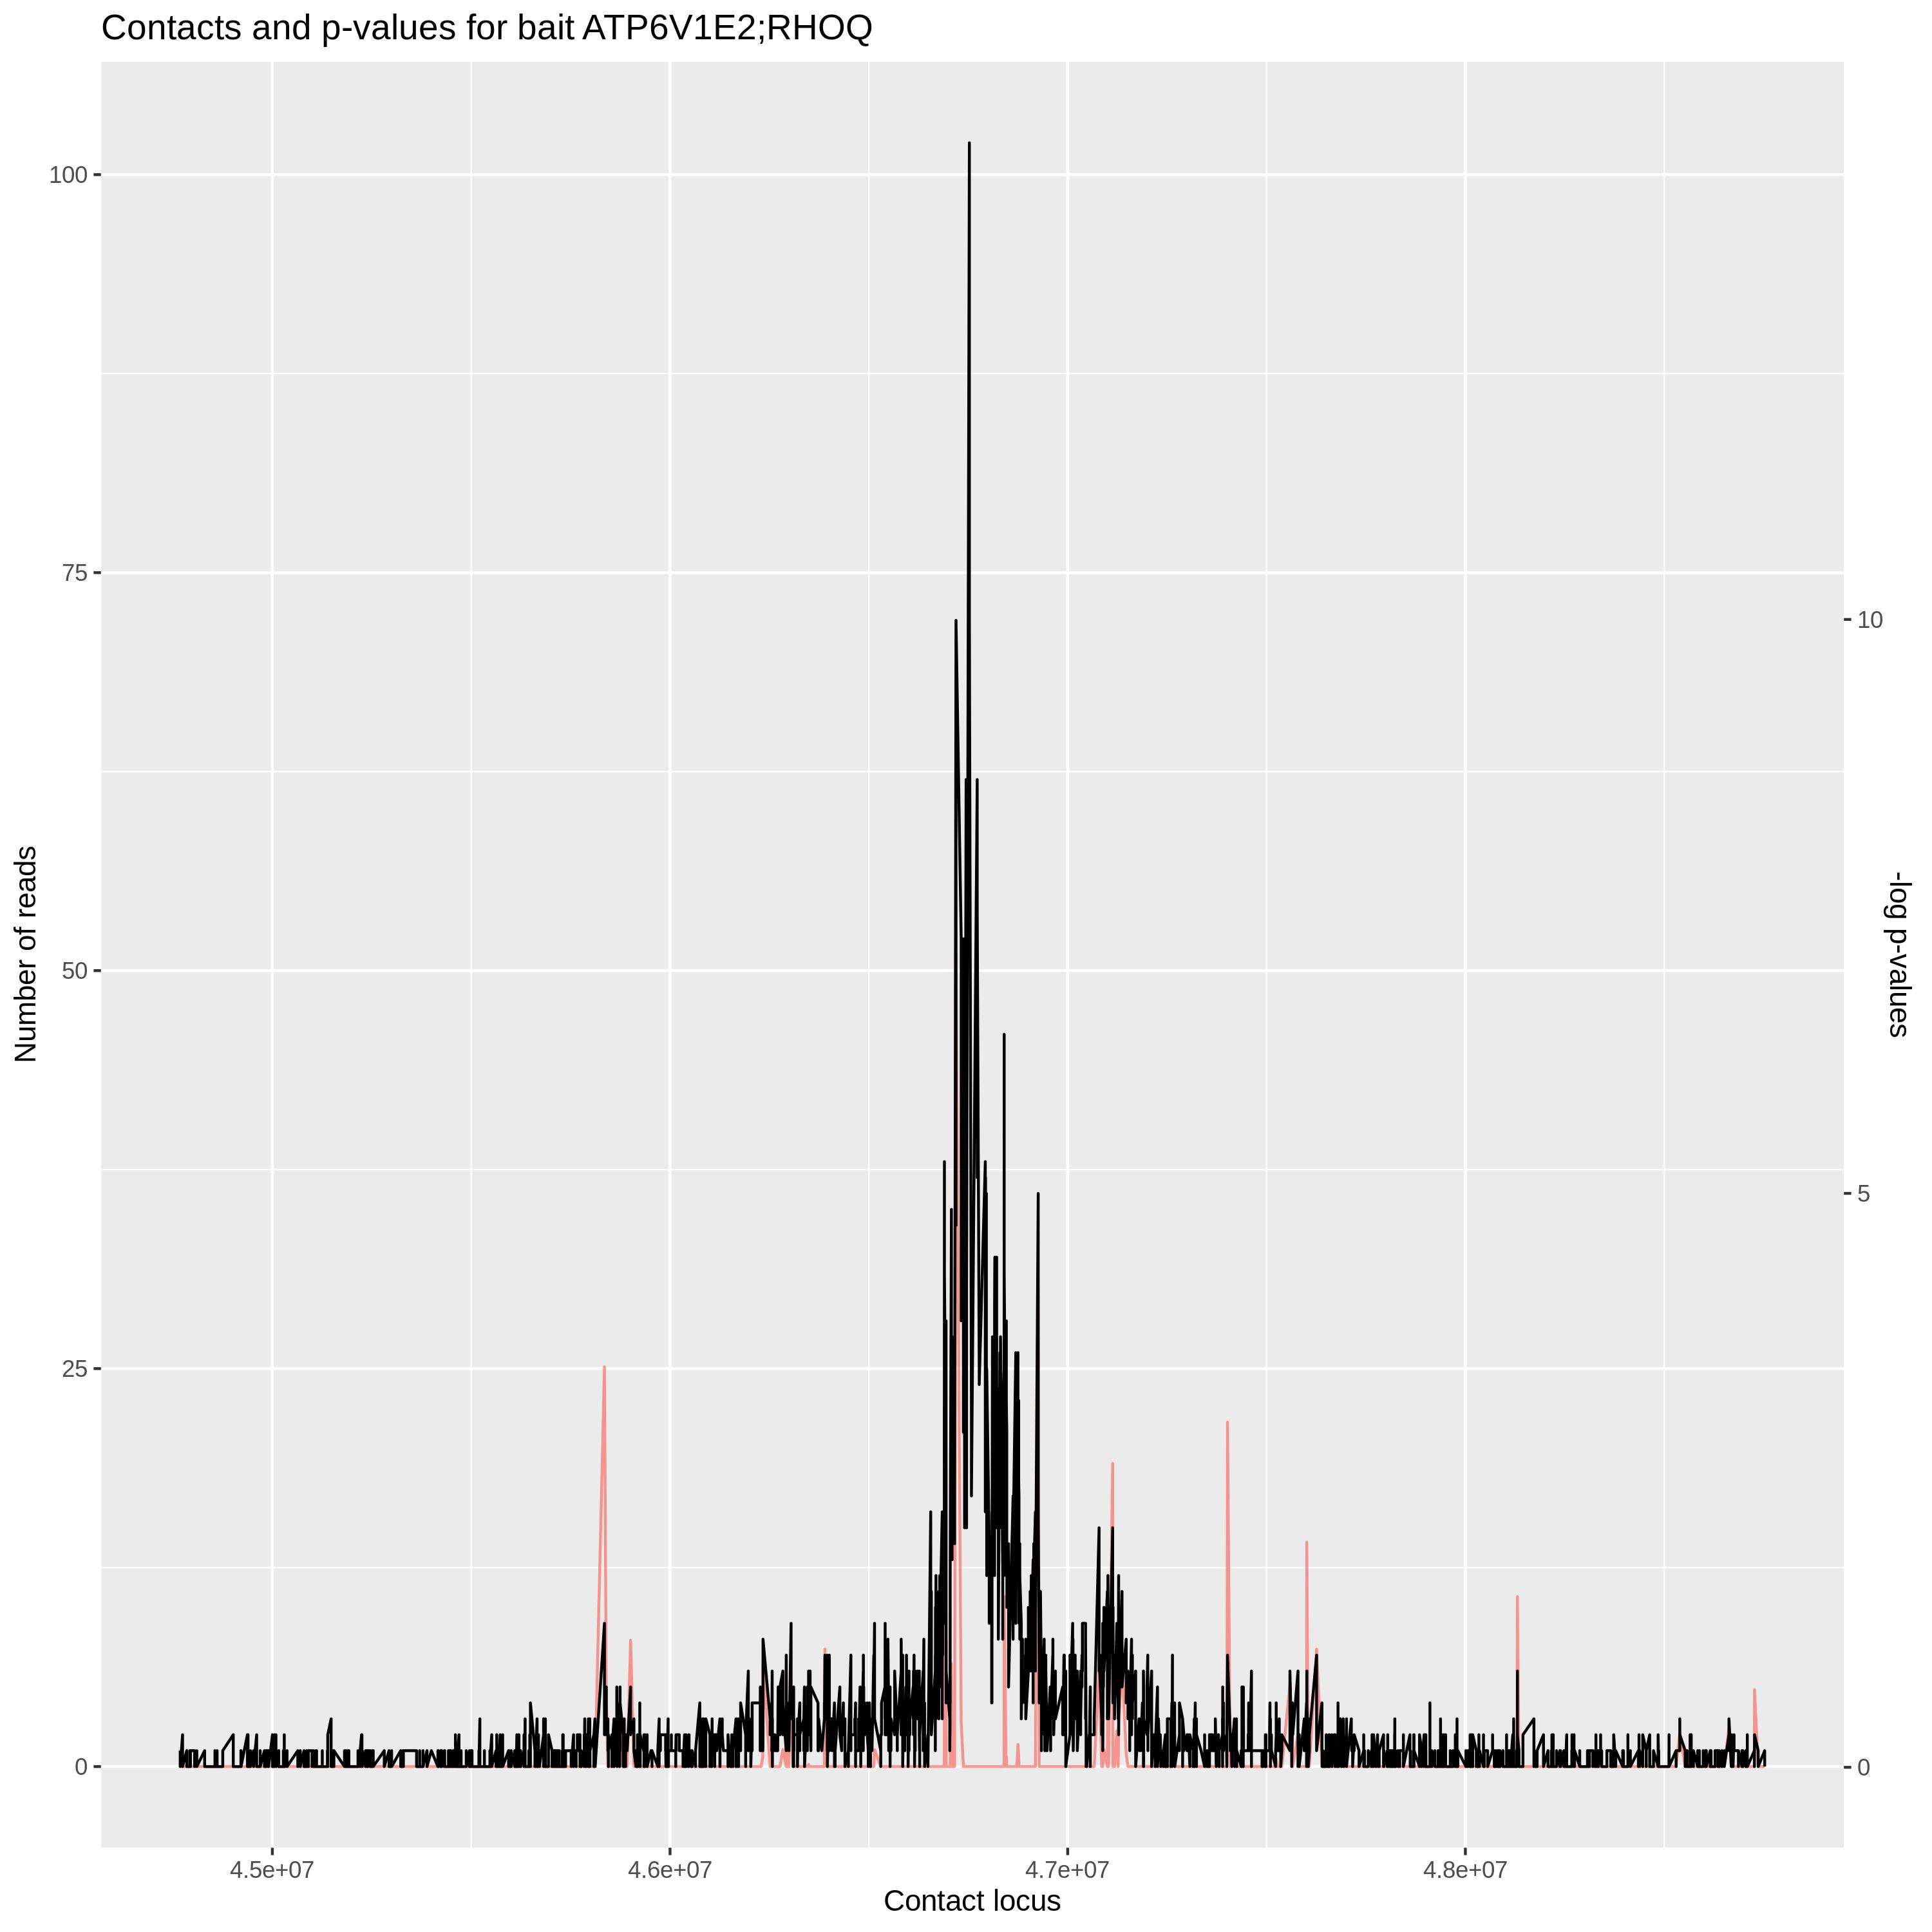 Contacts and p-values for bait ATP6V1E2;RHOQ
100
75
50
25
0
Number of reads
10
5
0
-log p-values
4.5e+07
4.6e+07
4.7e+07
4.8e+07
Contact locus